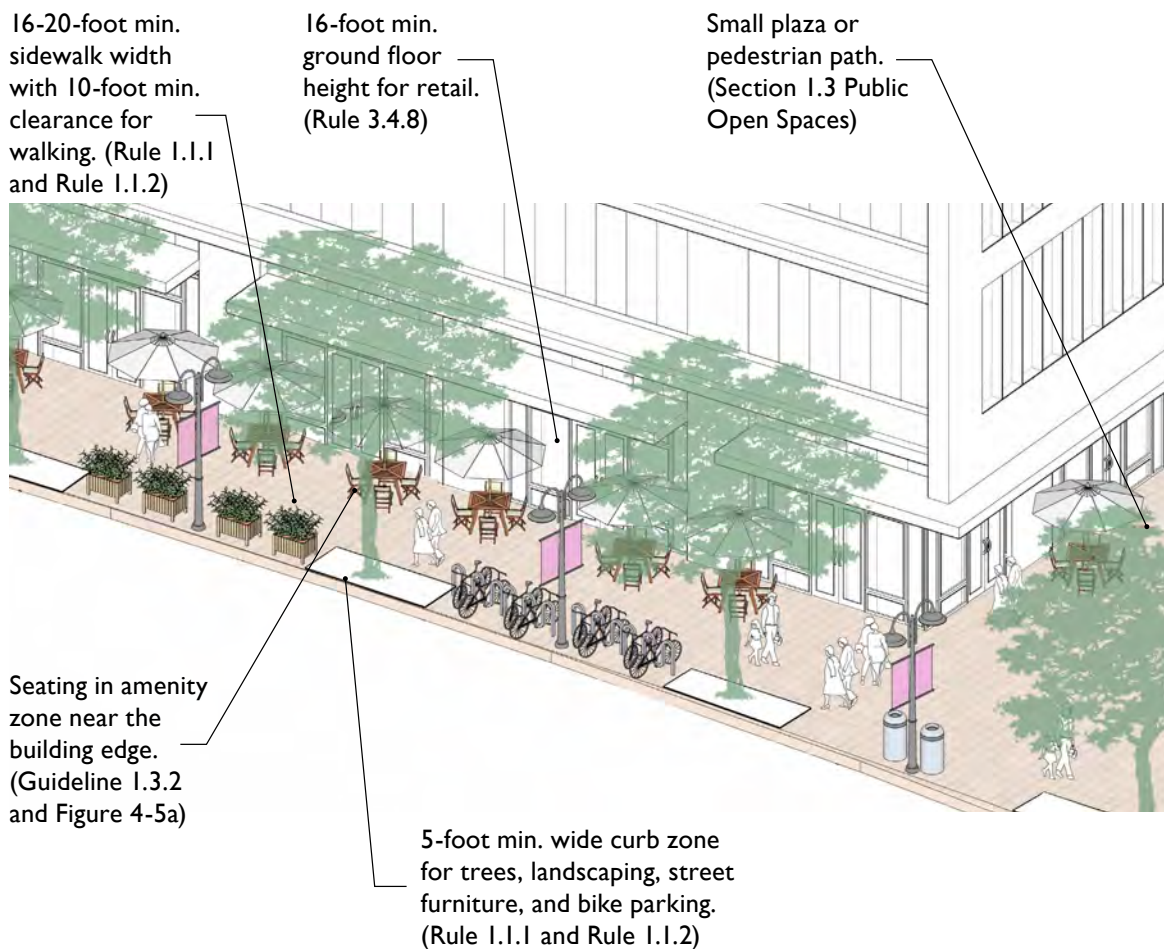 16-20-foot min.
sidewalk width
with 10-foot min.
clearance for
walking. (Rule 1.1.1
and Rule 1.1.2)
16-foot min.
ground floor
height for retail.
(Rule 3.4.8)
Small plaza or
pedestrian path.
(Section 1.3 Public
Open Spaces)
Seating in amenity
zone near the
building edge.
(Guideline 1.3.2
and Figure 4-5a)
5-foot min. wide curb zone
for trees, landscaping, street
furniture, and bike parking.
(Rule 1.1.1 and Rule 1.1.2)